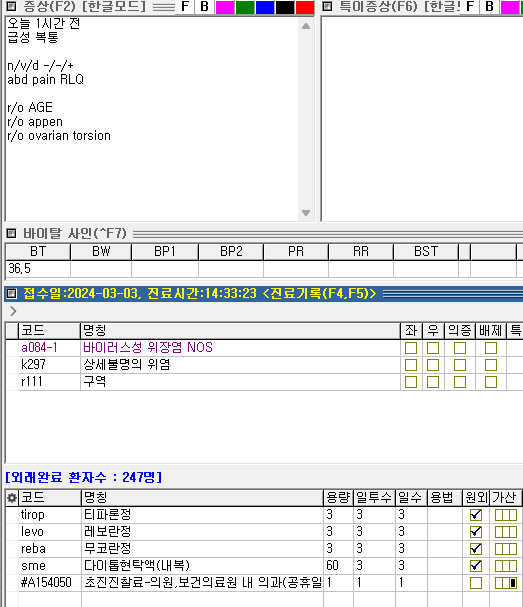 증상(F2) [한글모드] F B
특이증상(F6) [한글! F B
오늘 1시간 전
급성 복통
n/v/d -/-/+
abd pain RLQ
r/o AGE
r/o appen
r/o ovarian torsion
바이탈 사인(^F7)
BT BW BP1 BP2 PR RR BST
36.5
접수일:2024-03-03, 진료시간:14:33:23 <진료기록(F4,F5)>
코드 명칭 좌 우 의증 배제 특
a084-1 바이러스성 위장염 NOS
k297 상세불명의 위염
r111 구역
[외래완료 환자수 : 247명]
코드 명칭 용량 일투수 일수 용법 원외 가산
tirop 티파론정 3 3 3
levo 레보란정 3 3 3
reba 무코란정 3 3 3
sme 다이톱현탁액(내복) 60 3 3
#A154050 초진진찰료-의원,보건의료원 내 의과(공휴일 1 1 1